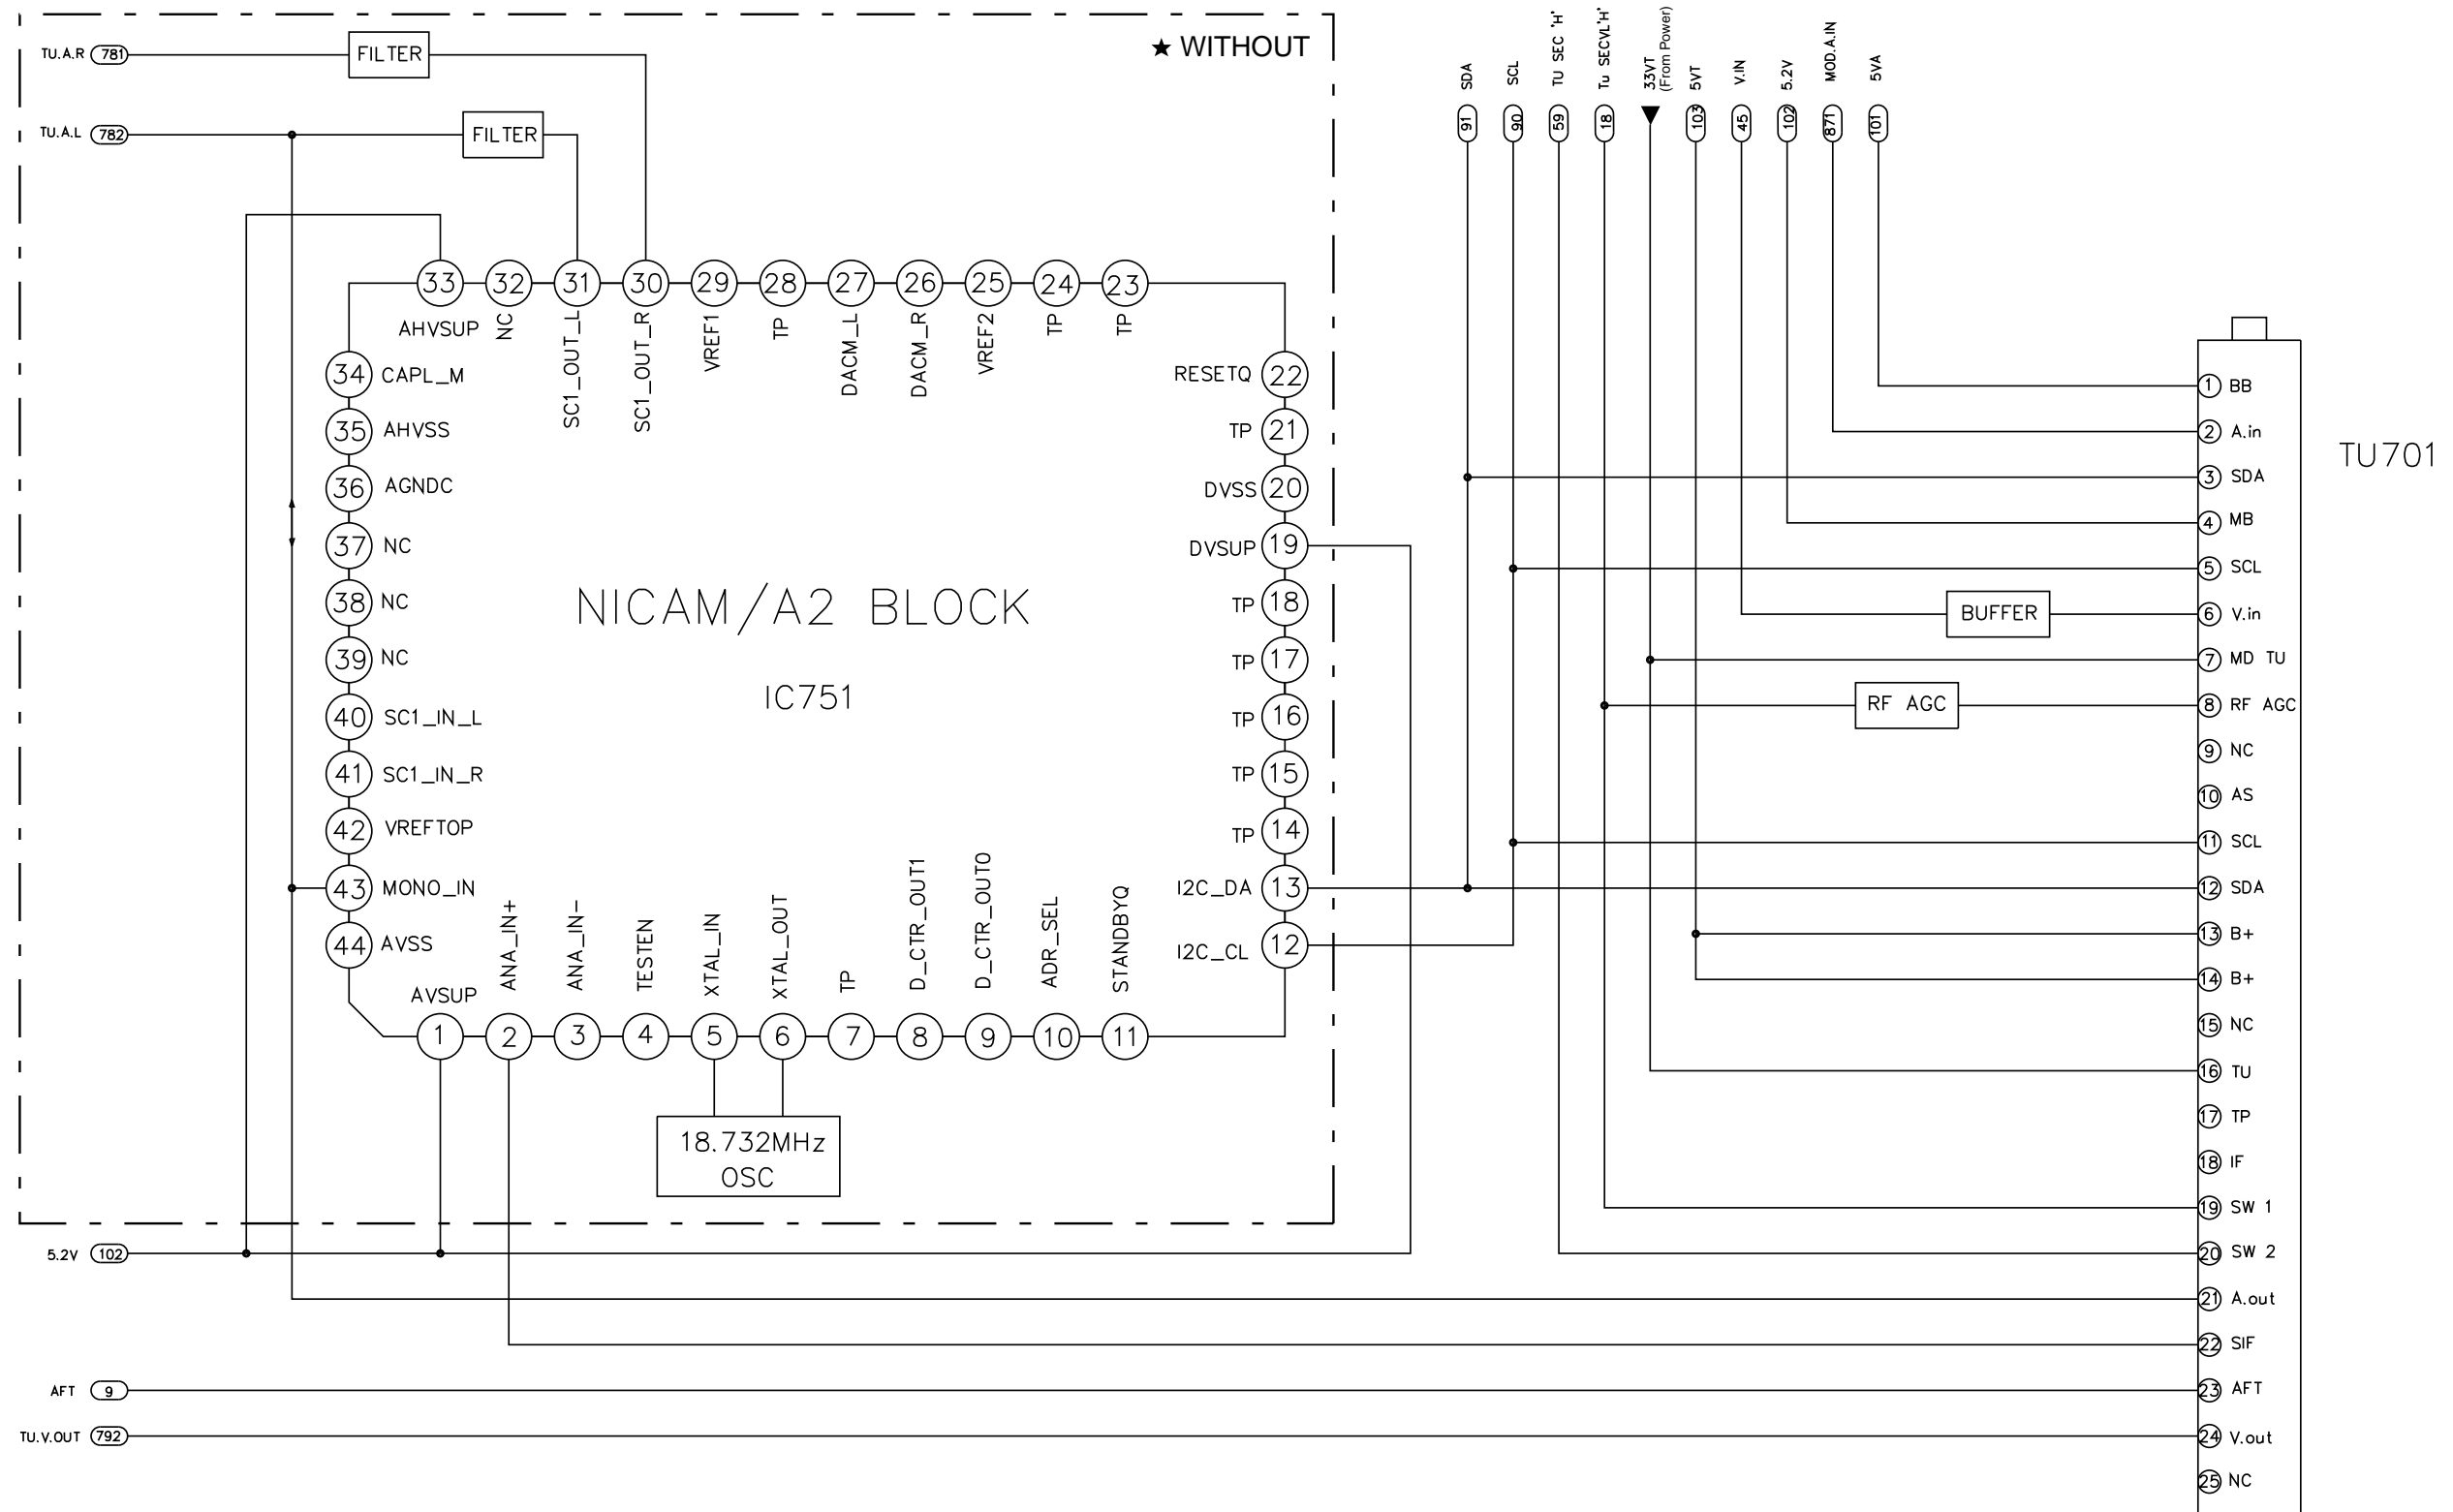 TU.A.R 781
FILTER
★ WITHOUT
TU.A.L 782
FILTER
SDA 91
SCL 90
TU SEC 'H' 59
Tu SECVL'H' 18
33VT
(From Power)
5VT 103
V.IN 45
5.2V 102
MOD.A.IN 871
5VA 101
33 AHVSUP
32 NC
31 SC1_OUT_L
30 SC1_OUT_R
29 VREF1
28 TP
27 DACM_L
26 DACM_R
25 VREF2
24 TP
23 TP
34 CAPL_M
35 AHVSS
36 AGNDC
37 NC
38 NC
39 NC
40 SC1_IN_L
41 SC1_IN_R
42 VREFTOP
43 MONO_IN
44 AVSS
NICAM/A2 BLOCK
IC751
RESETQ 22
TP 21
DVSS 20
DVSUP 19
TP 18
TP 17
TP 16
TP 15
TP 14
I2C_DA 13
I2C_CL 12
AVSUP 1
ANA_IN+ 2
ANA_IN- 3
TESTEN 4
XTAL_IN 5
XTAL_OUT 6
TP 7
D_CTR_OUT1 8
D_CTR_OUT0 9
ADR_SEL 10
STANDBYQ 11
18.732MHz
OSC
5.2V 102
AFT 9
TU.V.OUT 792
BUFFER
RF AGC
TU701
1 BB
2 A.in
3 SDA
4 MB
5 SCL
6 V.in
7 MD TU
8 RF AGC
9 NC
10 AS
11 SCL
12 SDA
13 B+
14 B+
15 NC
16 TU
17 TP
18 IF
19 SW 1
20 SW 2
21 A.out
22 SIF
23 AFT
24 V.out
25 NC